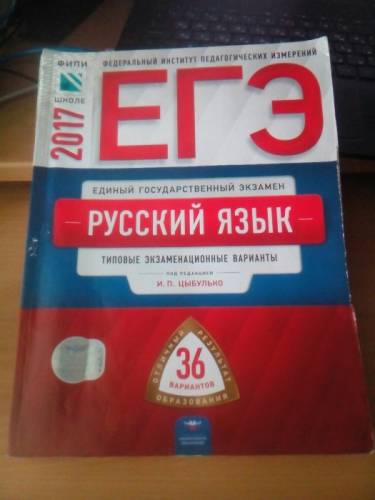 ФИПИ
ШКОЛЕ
ФЕДЕРАЛЬНЫЙ ИНСТИТУТ ПЕДАГОГИЧЕСКИХ ИЗМЕРЕНИЙ
2017
ЕГЭ
ЕДИНЫЙ ГОСУДАРСТВЕННЫЙ ЭКЗАМЕН
РУССКИЙ ЯЗЫК
ТИПОВЫЕ ЭКЗАМЕНАЦИОННЫЕ ВАРИАНТЫ
ПОД РЕДАКЦИЕЙ
И. П. ЦЫБУЛЬКО
ОТЛИЧНЫЙ РЕЗУЛЬТАТ
36
ВАРИАНТОВ
ОБРАЗОВАНИЯ